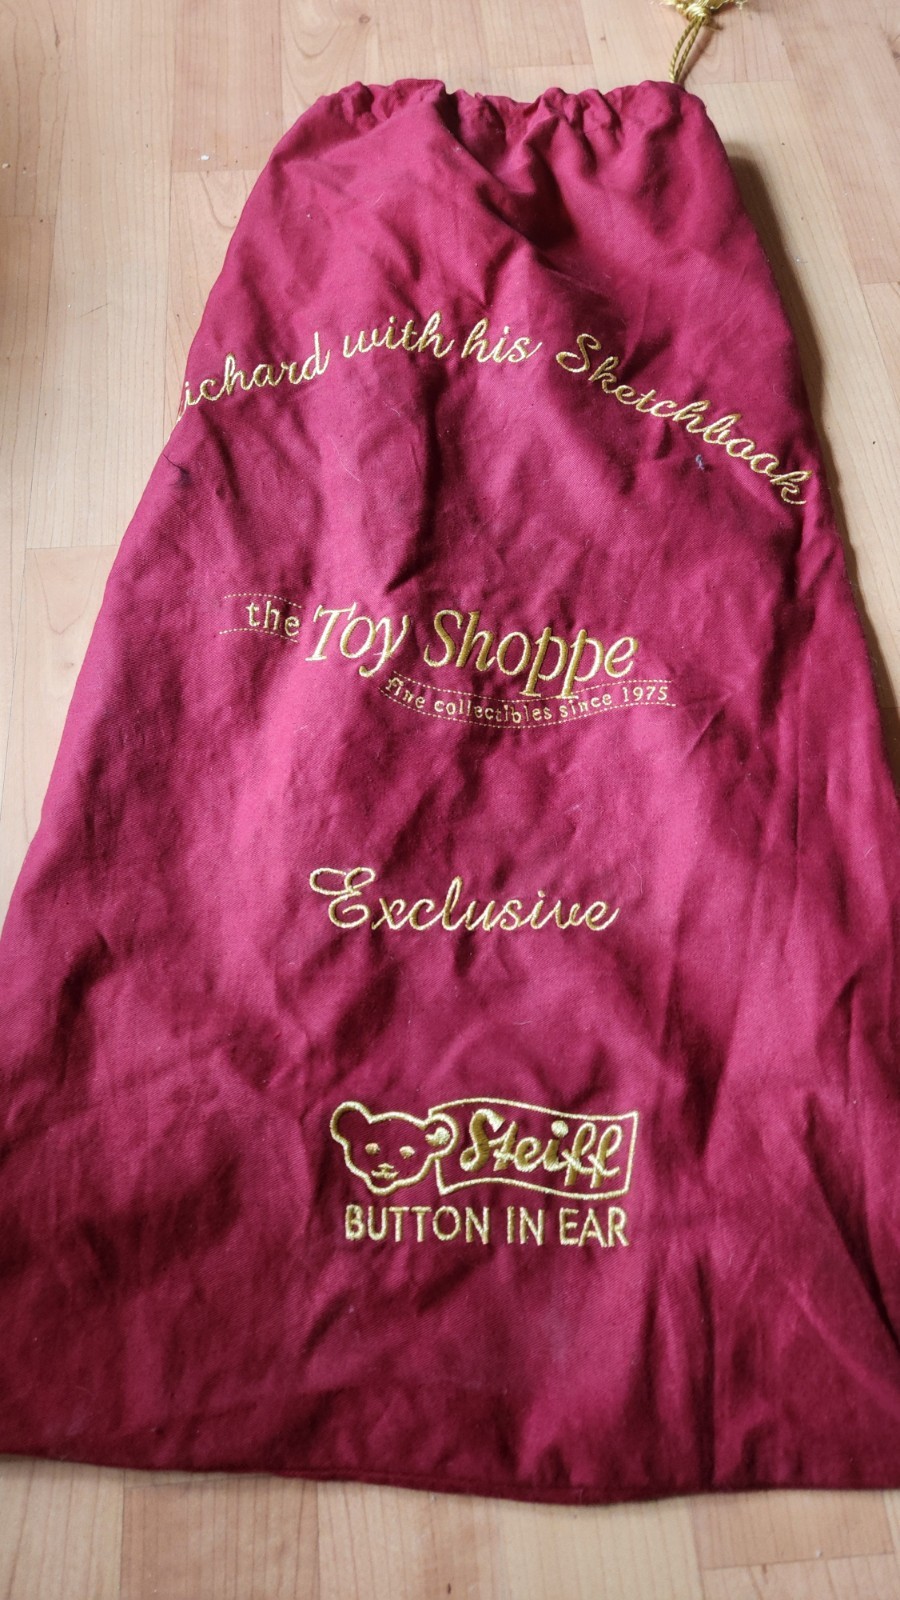 ichard with his Sketchbook
the Toy Shoppe
fine collectibles since 1975
Exclusive
Steiff
BUTTON IN EAR